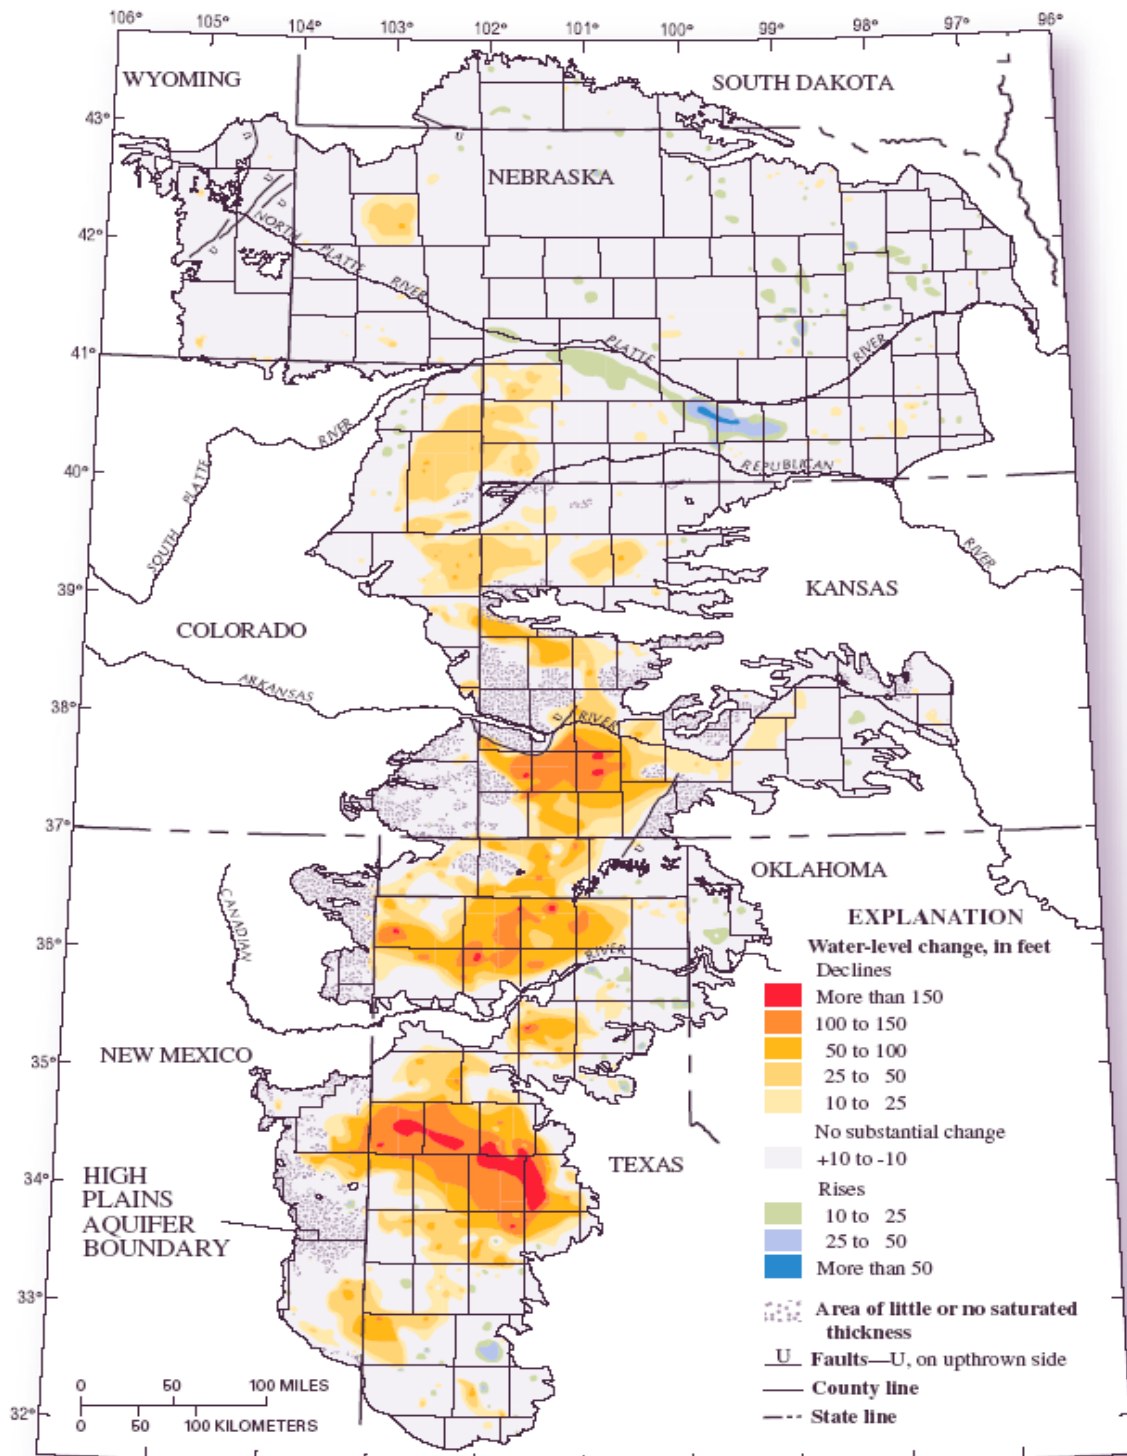 106° 105° 104° 103° 102° 101° 100° 99° 98° 97° 96°
WYOMING
SOUTH DAKOTA
43°
U
U
NEBRASKA
U
U
U
NORTH PLATTE RIVER
42°
41°
PLATTE RIVER
SOUTH PLATTE RIVER
40°
REPUBLICAN
RIVER
39°
KANSAS
COLORADO
ARKANSAS
RIVER
U
38°
37°
U
OKLAHOMA
CANADIAN
RIVER
36°
NEW MEXICO
35°
TEXAS
34°
HIGH
PLAINS
AQUIFER
BOUNDARY
33°
32°
0 50 100 MILES
0 50 100 KILOMETERS
EXPLANATION
Water-level change, in feet
Declines
More than 150
100 to 150
50 to 100
25 to 50
10 to 25
No substantial change
+10 to -10
Rises
10 to 25
25 to 50
More than 50
Area of little or no saturated
thickness
U Faults—U, on upthrown side
County line
State line